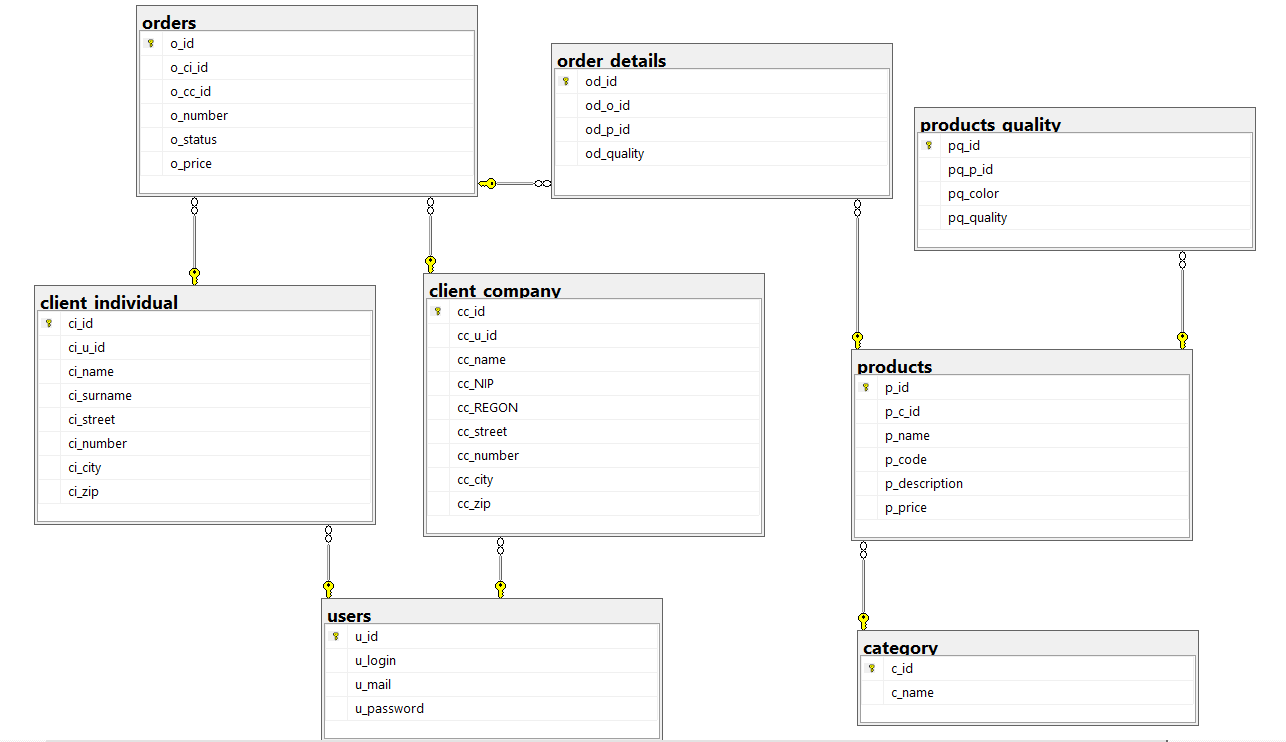 orders
o_id
o_ci_id
o_cc_id
o_number
o_status
o_price
order_details
od_id
od_o_id
od_p_id
od_quality
products_quality
pq_id
pq_p_id
pq_color
pq_quality
client_individual
ci_id
ci_u_id
ci_name
ci_surname
ci_street
ci_number
ci_city
ci_zip
client_company
cc_id
cc_u_id
cc_name
cc_NIP
cc_REGON
cc_street
cc_number
cc_city
cc_zip
products
p_id
p_c_id
p_name
p_code
p_description
p_price
users
u_id
u_login
u_mail
u_password
category
c_id
c_name